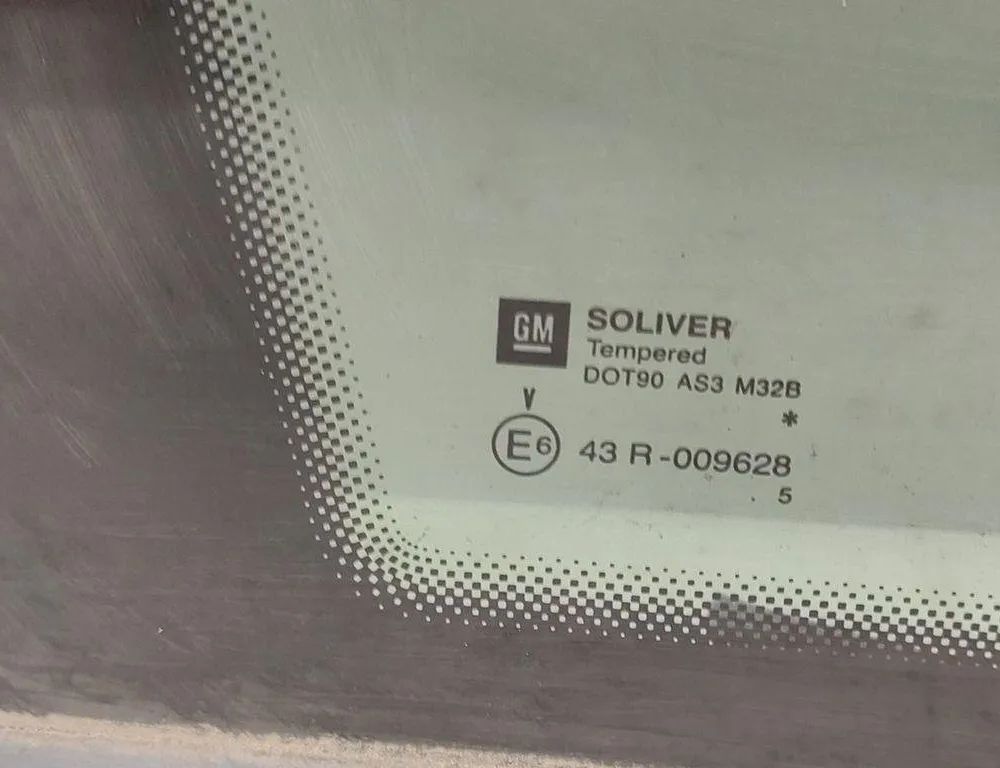 GM
SOLIVER
Tempered
DOT90 AS3 M32B
V
*
E6 43 R-009628
. 5